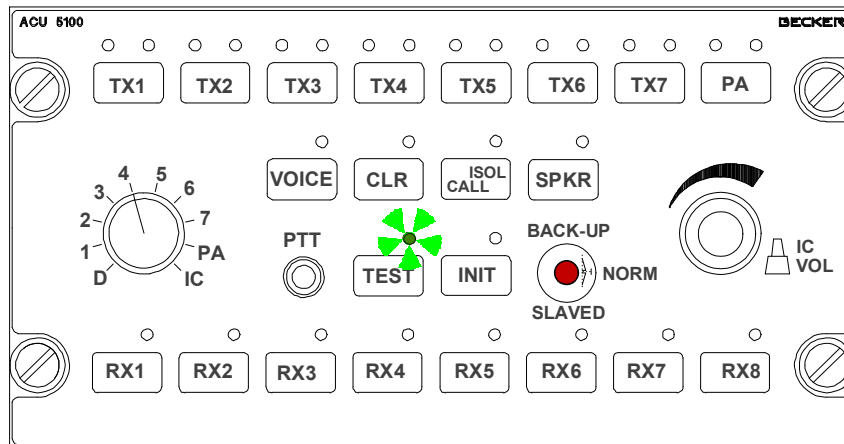 ACU 5100 BECKER
TX1 TX2 TX3 TX4 TX5 TX6 TX7 PA
VOICE CLR ISOL CALL SPKR
4 5
3 6
2 7
1 PA
D IC
PTT
TEST INIT
BACK-UP
NORM
SLAVED
IC
VOL
RX1 RX2 RX3 RX4 RX5 RX6 RX7 RX8